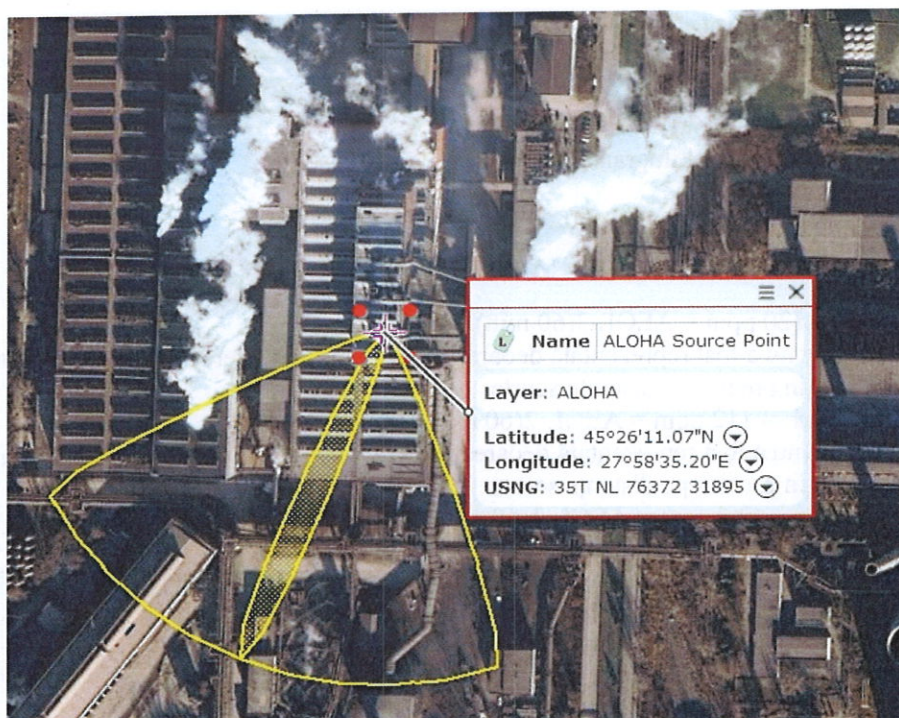 L Name ALOHA Source Point
Layer: ALOHA
Latitude: 45°26'11.07"N
Longitude: 27°58'35.20"E
USNG: 35T NL 76372 31895